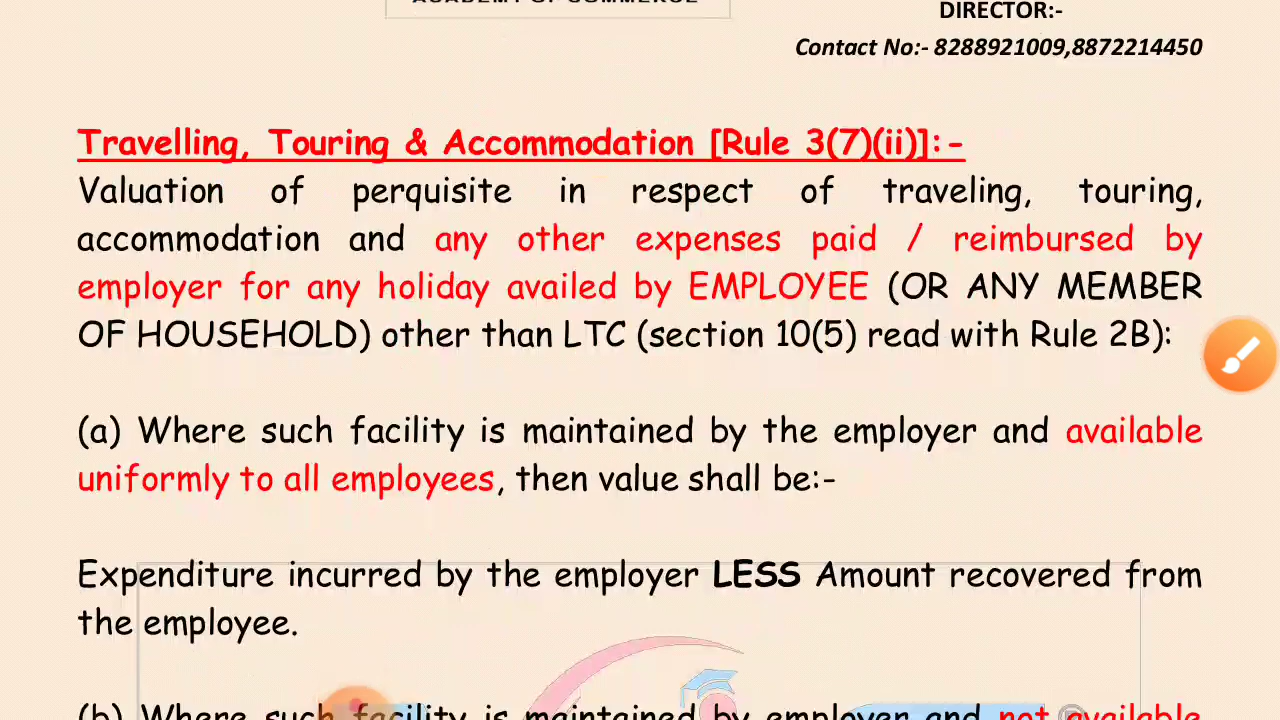 ACADEMY OF COMMERCE
DIRECTOR:-
Contact No:- 8288921009,8872214450
Travelling, Touring & Accommodation [Rule 3(7)(ii)]:-
Valuation of perquisite in respect of traveling, touring,
accommodation and any other expenses paid / reimbursed by
employer for any holiday availed by EMPLOYEE (OR ANY MEMBER
OF HOUSEHOLD) other than LTC (section 10(5) read with Rule 2B):
(a) Where such facility is maintained by the employer and available
uniformly to all employees, then value shall be:-
Expenditure incurred by the employer LESS Amount recovered from
the employee.
(b) Where such facility is maintained by employer and not available